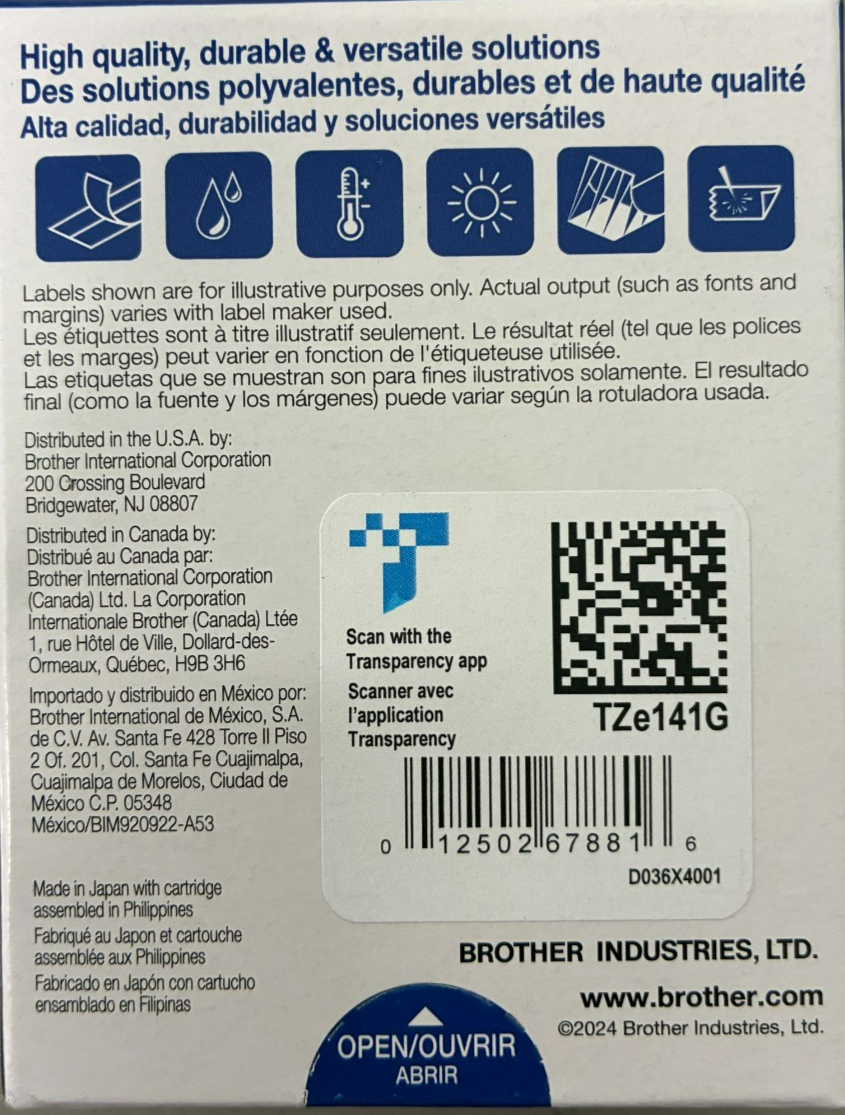 High quality, durable & versatile solutions
Des solutions polyvalentes, durables et de haute qualité
Alta calidad, durabilidad y soluciones versátiles
Labels shown are for illustrative purposes only. Actual output (such as fonts and
margins) varies with label maker used.
Les étiquettes sont à titre illustratif seulement. Le résultat réel (tel que les polices
et les marges) peut varier en fonction de l'étiqueteuse utilisée.
Las etiquetas que se muestran son para fines ilustrativos solamente. El resultado
final (como la fuente y los márgenes) puede variar según la rotuladora usada.
Distributed in the U.S.A. by:
Brother International Corporation
200 Crossing Boulevard
Bridgewater, NJ 08807
Distributed in Canada by:
Distribué au Canada par:
Brother International Corporation
(Canada) Ltd. La Corporation
Internationale Brother (Canada) Ltée
1, rue Hôtel de Ville, Dollard-des-
Ormeaux, Québec, H9B 3H6
Importado y distribuido en México por:
Brother International de México, S.A.
de C.V. Av. Santa Fe 428 Torre II Piso
2 Of. 201, Col. Santa Fe Cuajimalpa,
Cuajimalpa de Morelos, Ciudad de
México C.P. 05348
México/BIM920922-A53
Made in Japan with cartridge
assembled in Philippines
Fabriqué au Japon et cartouche
assemblée aux Philippines
Fabricado en Japón con cartucho
ensamblado en Filipinas
Scan with the
Transparency app
Scanner avec
l'application
Transparency
TZe141G
0 12502 67881 6
D036X4001
BROTHER INDUSTRIES, LTD.
www.brother.com
©2024 Brother Industries, Ltd.
OPEN/OUVRIR
ABRIR